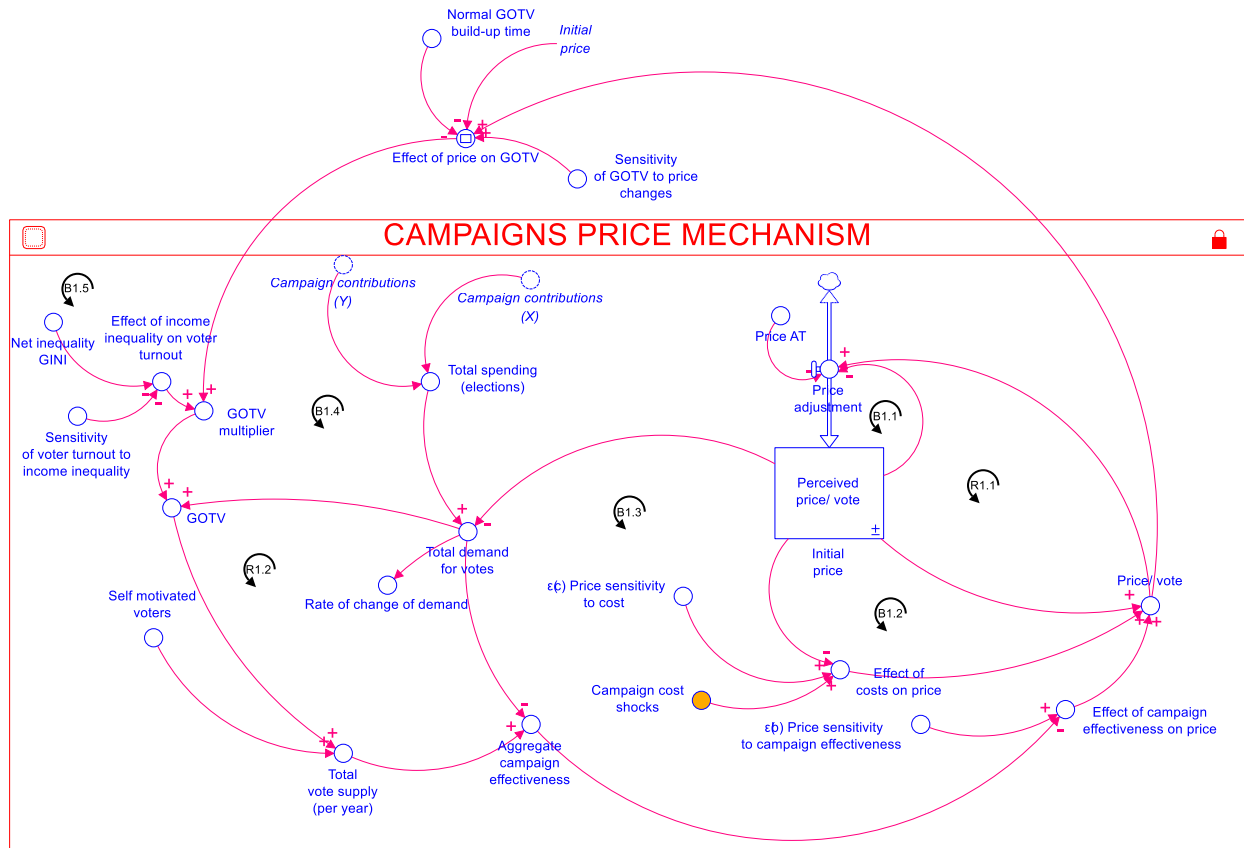 Normal GOTV
build-up time
Initial
price
Effect of price on GOTV
Sensitivity
of GOTV to price
changes
CAMPAIGNS PRICE MECHANISM
B1.5
Net inequality
GINI
Effect of income
inequality on voter
turnout
Sensitivity
of voter turnout to
income inequality
GOTV
multiplier
Campaign contributions
(Y)
Campaign contributions
(X)
Total spending
(elections)
B1.4
Price AT
Price
adjustment
B1.1
R1.1
Perceived
price/ vote
±
Initial
price
B1.3
GOTV
Total demand
for votes
Rate of change of demand
R1.2
Self motivated
voters
ε(c) Price sensitivity
to cost
B1.2
Price/ vote
Campaign cost
shocks
Effect of
costs on price
ε(b) Price sensitivity
to campaign effectiveness
Effect of campaign
effectiveness on price
Aggregate
campaign
effectiveness
Total
vote supply
(per year)